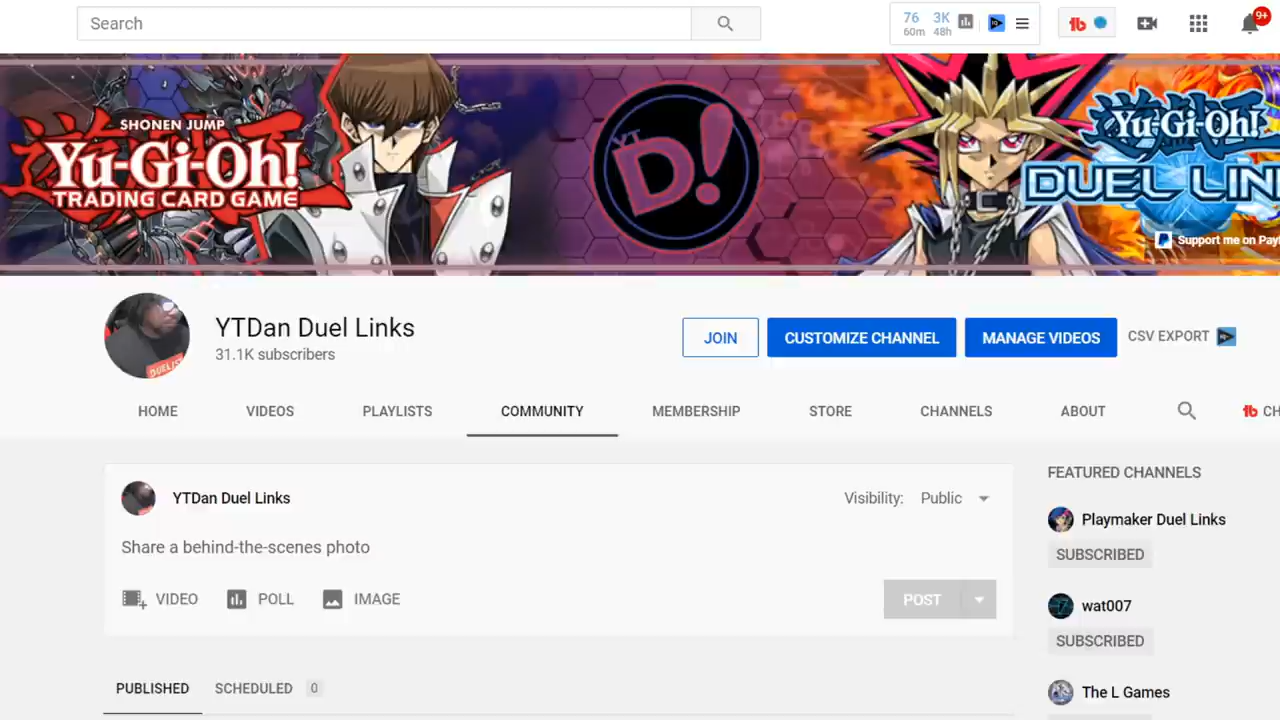 Search
76 3K
60m 48h
9+
SHONEN JUMP
Yu-Gi-Oh!
TRADING CARD GAME
YT
D!
Yu-Gi-Oh!
DUEL LIN
Support me on Pay
YTDan Duel Links
31.1K subscribers
JOIN
CUSTOMIZE CHANNEL
MANAGE VIDEOS
CSV EXPORT
HOME
VIDEOS
PLAYLISTS
COMMUNITY
MEMBERSHIP
STORE
CHANNELS
ABOUT
CH
YTDan Duel Links
Visibility: Public
Share a behind-the-scenes photo
VIDEO
POLL
IMAGE
POST
PUBLISHED
SCHEDULED 0
FEATURED CHANNELS
Playmaker Duel Links
SUBSCRIBED
wat007
SUBSCRIBED
The L Games